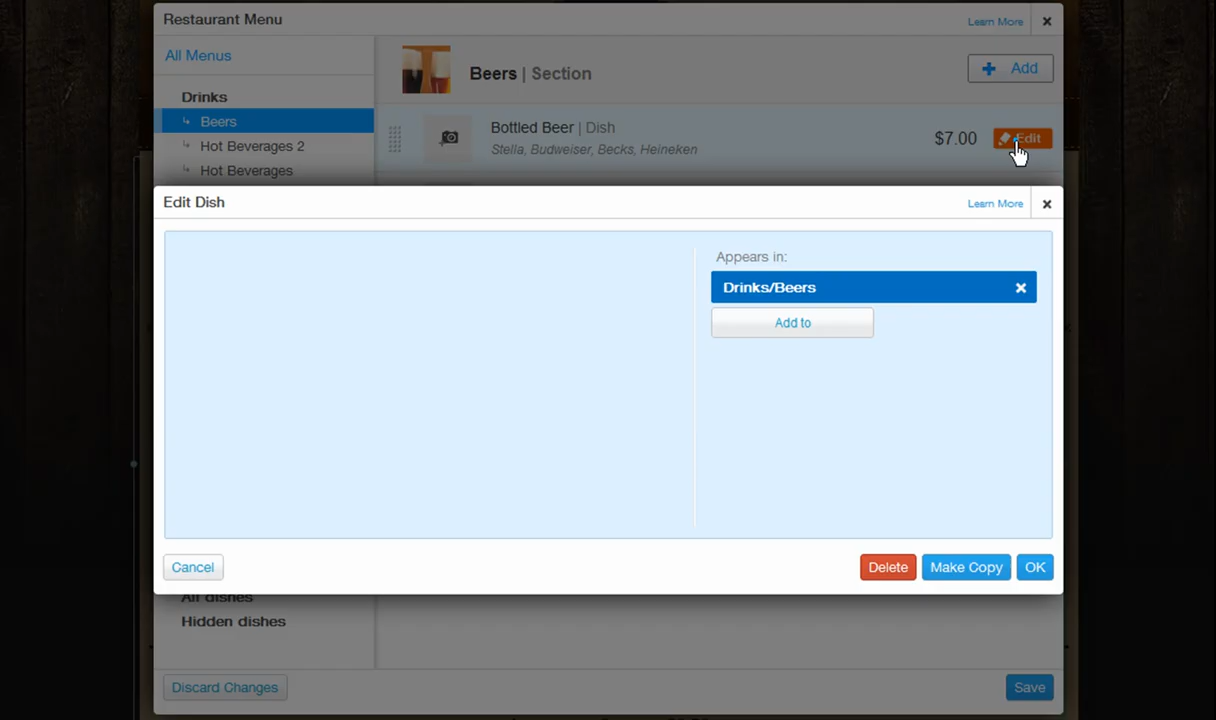 Restaurant Menu
Learn More
All Menus
Beers | Section
Add
Drinks
Beers
Bottled Beer | Dish
$7.00
Edit
Hot Beverages 2
Stella, Budweiser, Becks, Heineken
Hot Beverages
Edit Dish
Learn More
Appears in:
Drinks/Beers
Add to
Cancel
Delete
Make Copy
OK
All dishes
Hidden dishes
Discard Changes
Save